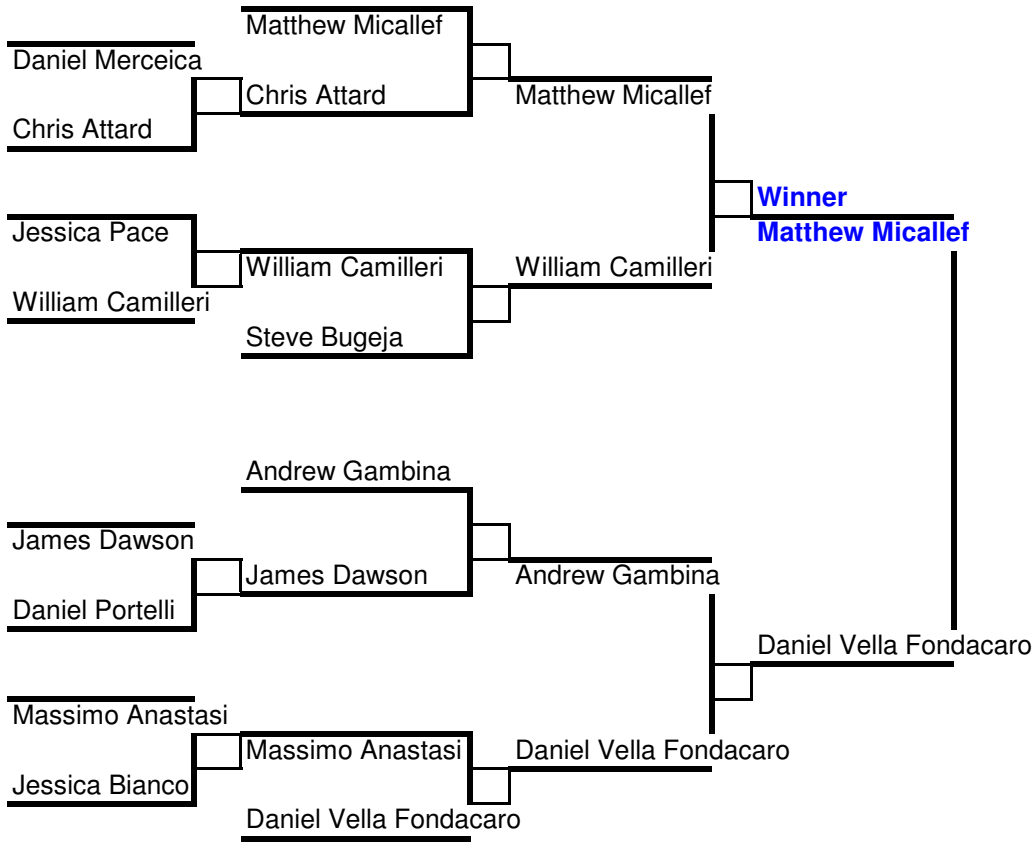 Matthew Micallef
Daniel Merceica
Chris Attard
Matthew Micallef
Chris Attard
Winner
Jessica Pace
Matthew Micallef
William Camilleri
William Camilleri
William Camilleri
Steve Bugeja
Andrew Gambina
James Dawson
James Dawson
Andrew Gambina
Daniel Portelli
Daniel Vella Fondacaro
Massimo Anastasi
Massimo Anastasi
Daniel Vella Fondacaro
Jessica Bianco
Daniel Vella Fondacaro